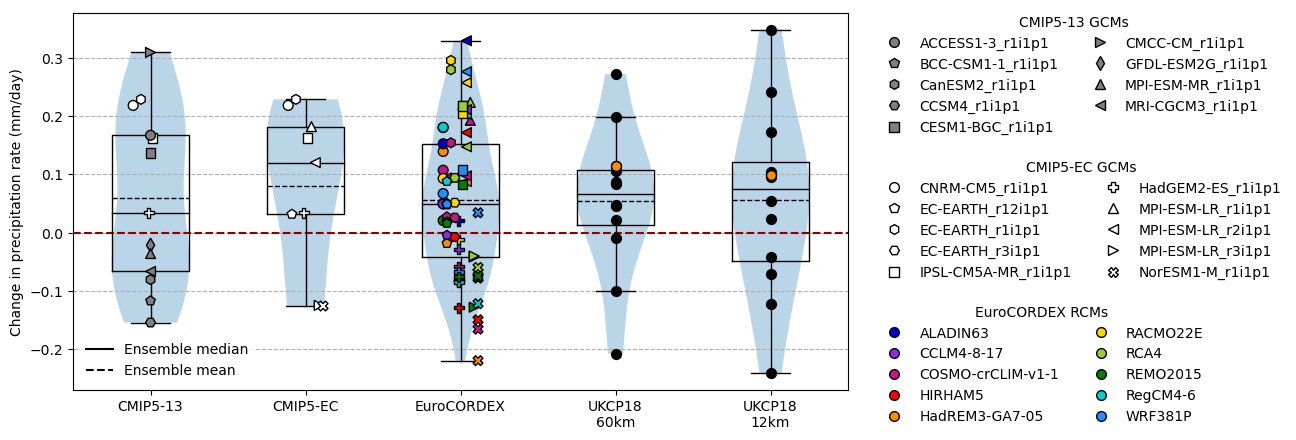 Change in precipitation rate (mm/day)
0.3
0.2
0.1
0.0
−0.1
−0.2
Ensemble median
Ensemble mean
CMIP5-13
CMIP5-EC
EuroCORDEX
UKCP18
60km
UKCP18
12km
CMIP5-13 GCMs
ACCESS1-3_r1i1p1
BCC-CSM1-1_r1i1p1
CanESM2_r1i1p1
CCSM4_r1i1p1
CESM1-BGC_r1i1p1
CMCC-CM_r1i1p1
GFDL-ESM2G_r1i1p1
MPI-ESM-MR_r1i1p1
MRI-CGCM3_r1i1p1
CMIP5-EC GCMs
CNRM-CM5_r1i1p1
EC-EARTH_r12i1p1
EC-EARTH_r1i1p1
EC-EARTH_r3i1p1
IPSL-CM5A-MR_r1i1p1
HadGEM2-ES_r1i1p1
MPI-ESM-LR_r1i1p1
MPI-ESM-LR_r2i1p1
MPI-ESM-LR_r3i1p1
NorESM1-M_r1i1p1
EuroCORDEX RCMs
ALADIN63
CCLM4-8-17
COSMO-crCLIM-v1-1
HIRHAM5
HadREM3-GA7-05
RACMO22E
RCA4
REMO2015
RegCM4-6
WRF381P